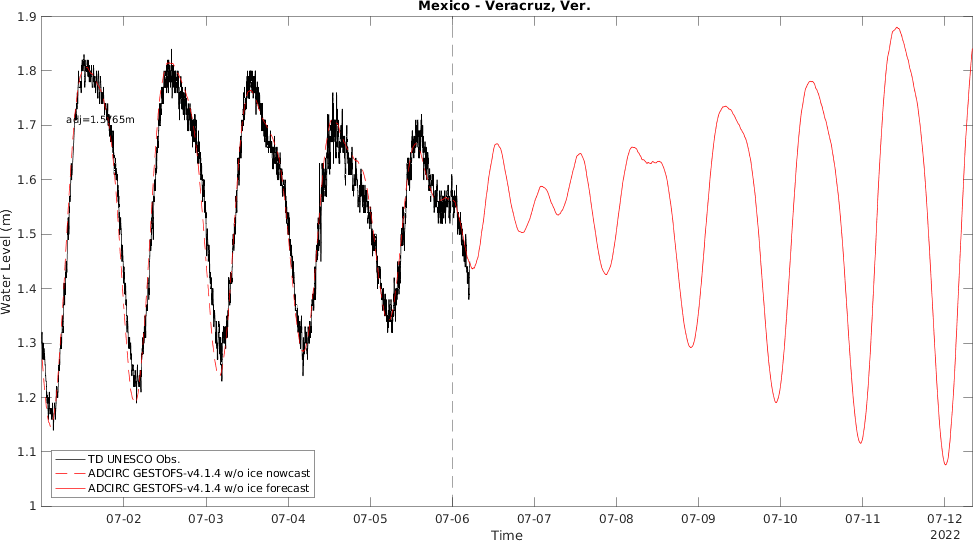 Mexico - Veracruz, Ver.
1.9
1.8
1.7
1.6
1.5
1.4
1.3
1.2
1.1
1
Water Level (m)
adj=1.5765m
TD UNESCO Obs.
ADCIRC GESTOFS-v4.1.4 w/o ice nowcast
ADCIRC GESTOFS-v4.1.4 w/o ice forecast
07-02 07-03 07-04 07-05 07-06 07-07 07-08 07-09 07-10 07-11 07-12
2022
Time